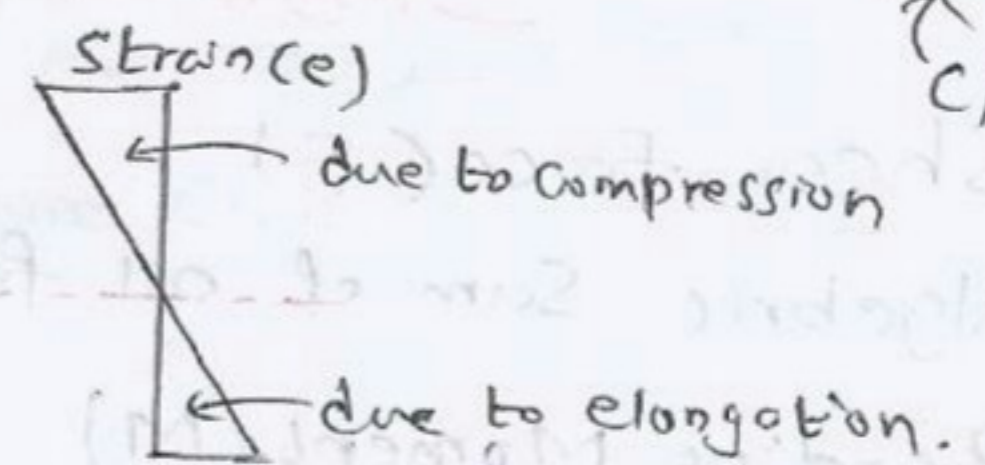 Strain(e)
due to compression
due to elongation.